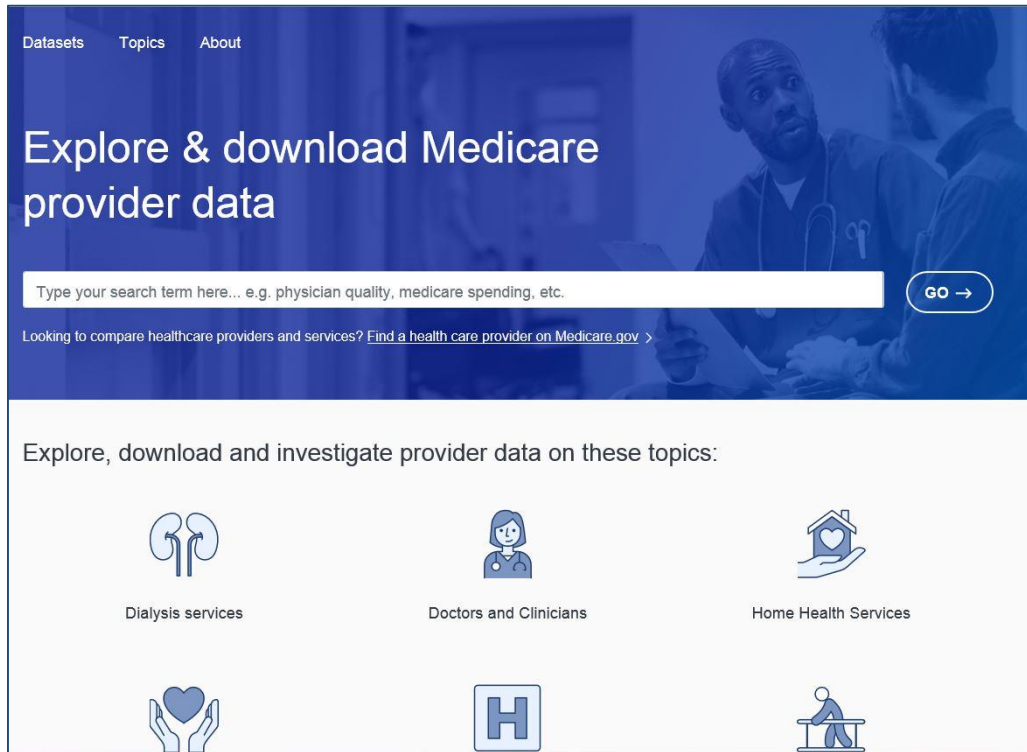 Datasets Topics About
Explore & download Medicare
provider data
Type your search term here... e.g. physician quality, medicare spending, etc.
GO →
Looking to compare healthcare providers and services? Find a health care provider on Medicare.gov >
Explore, download and investigate provider data on these topics:
Dialysis services Doctors and Clinicians Home Health Services
H